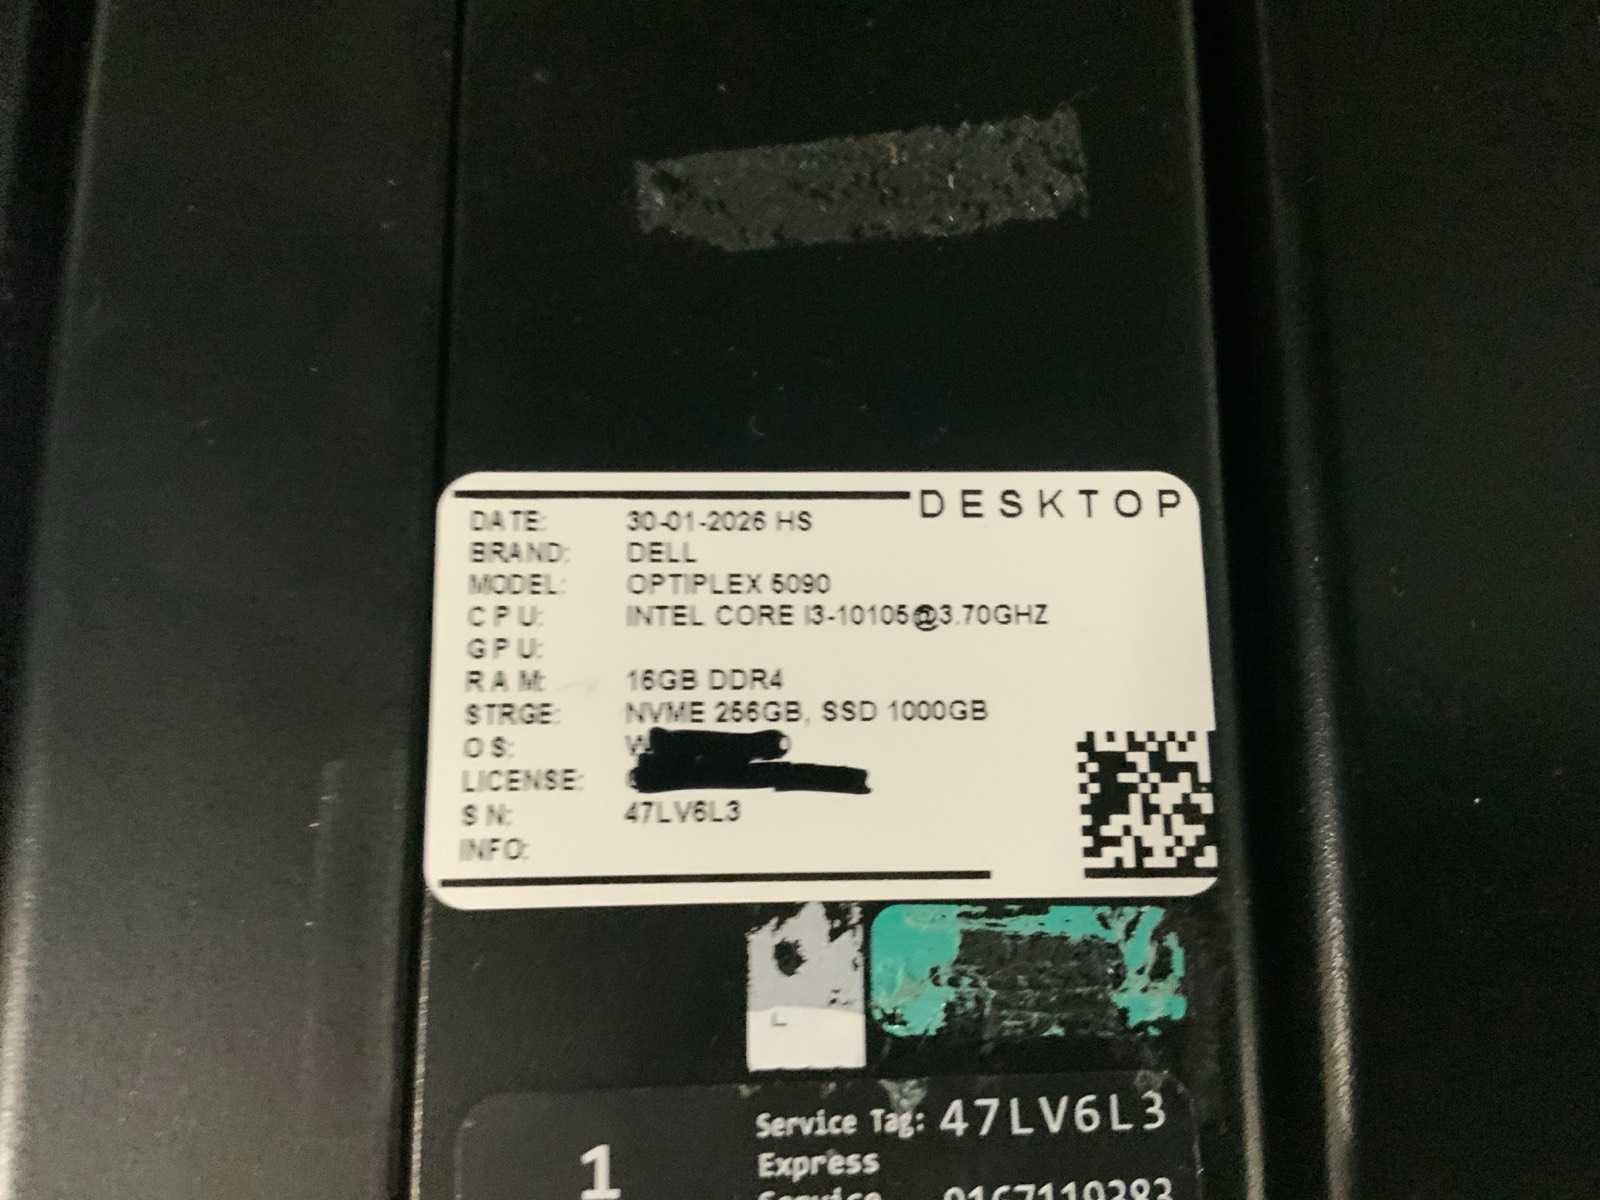 DESKTOP
DATE: 30-01-2026 HS
BRAND: DELL
MODEL: OPTIPLEX 5090
CPU: INTEL CORE I3-10105@3.70GHZ
GPU:
RAM: 16GB DDR4
STRGE: NVME 256GB, SSD 1000GB
OS:
LICENSE:
SN: 47LV6L3
INFO:
L
Service Tag: 47LV6L3
1
Express
Service